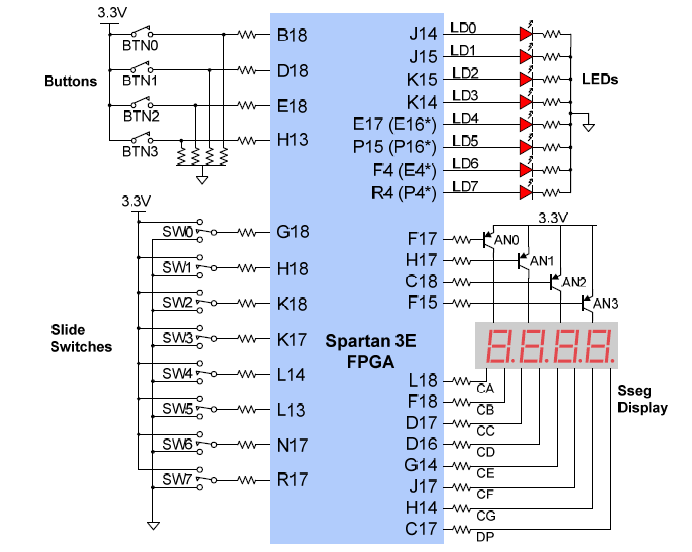 3.3V
BTN0
B18
BTN1
D18
Buttons
BTN2
E18
BTN3
H13
J14 LD0
J15 LD1
K15 LD2
LEDs
K14 LD3
E17 (E16*) LD4
P15 (P16*) LD5
F4 (E4*) LD6
R4 (P4*) LD7
3.3V
SW0 G18
SW1 H18
SW2 K18
SW3 K17
Slide
Switches
SW4 L14
SW5 L13
SW6 N17
SW7 R17
Spartan 3E
FPGA
3.3V
F17 AN0
H17 AN1
C18 AN2
F15 AN3
8.8.8.8.
L18 CA
F18 CB
Sseg
Display
D17 CC
D16 CD
G14 CE
J17 CF
H14 CG
C17 DP